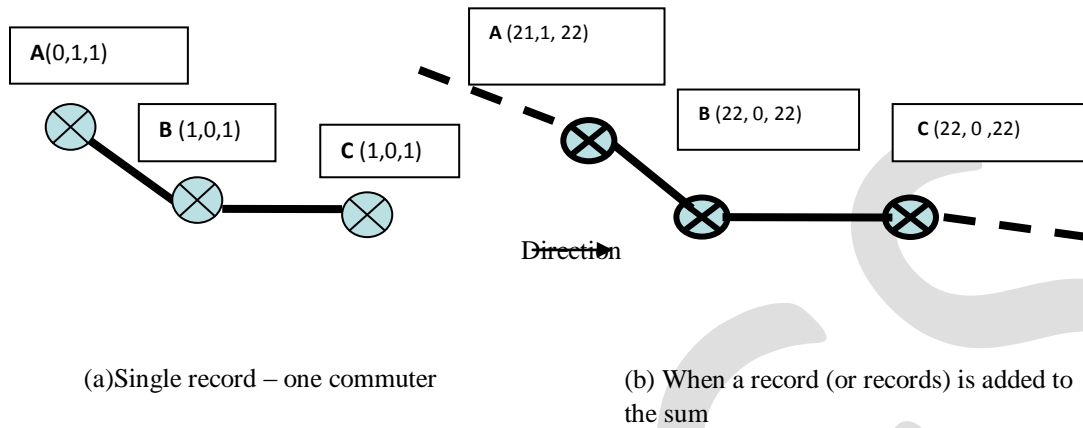 A(0,1,1)
B (1,0,1)
C (1,0,1)
A (21,1, 22)
B (22, 0, 22)
C (22, 0 ,22)
Direction
(a)Single record – one commuter
(b) When a record (or records) is added to
the sum